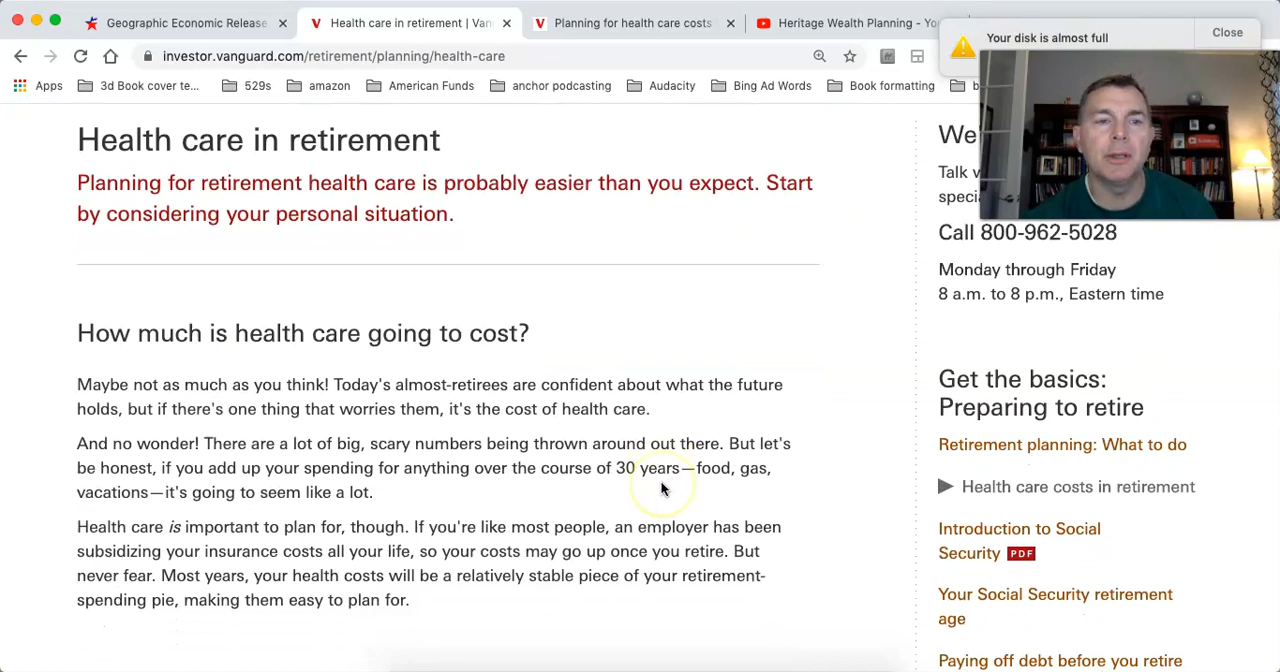 Geographic Economic Release
Health care in retirement | Van
Planning for health care costs
Heritage Wealth Planning - Yo
investor.vanguard.com/retirement/planning/health-care
Apps
3d Book cover te...
529s
amazon
American Funds
anchor podcasting
Audacity
Bing Ad Words
Book formatting
b
Your disk is almost full
Close
Health care in retirement
Planning for retirement health care is probably easier than you expect. Start
by considering your personal situation.
How much is health care going to cost?
Maybe not as much as you think! Today's almost-retirees are confident about what the future
holds, but if there's one thing that worries them, it's the cost of health care.
And no wonder! There are a lot of big, scary numbers being thrown around out there. But let's
be honest, if you add up your spending for anything over the course of 30 years—food, gas,
vacations—it's going to seem like a lot.
Health care is important to plan for, though. If you're like most people, an employer has been
subsidizing your insurance costs all your life, so your costs may go up once you retire. But
never fear. Most years, your health costs will be a relatively stable piece of your retirement-
spending pie, making them easy to plan for.
We
Talk
speci
Call 800-962-5028
Monday through Friday
8 a.m. to 8 p.m., Eastern time
Get the basics:
Preparing to retire
Retirement planning: What to do
Health care costs in retirement
Introduction to Social
Security PDF
Your Social Security retirement
age
Paying off debt before you retire